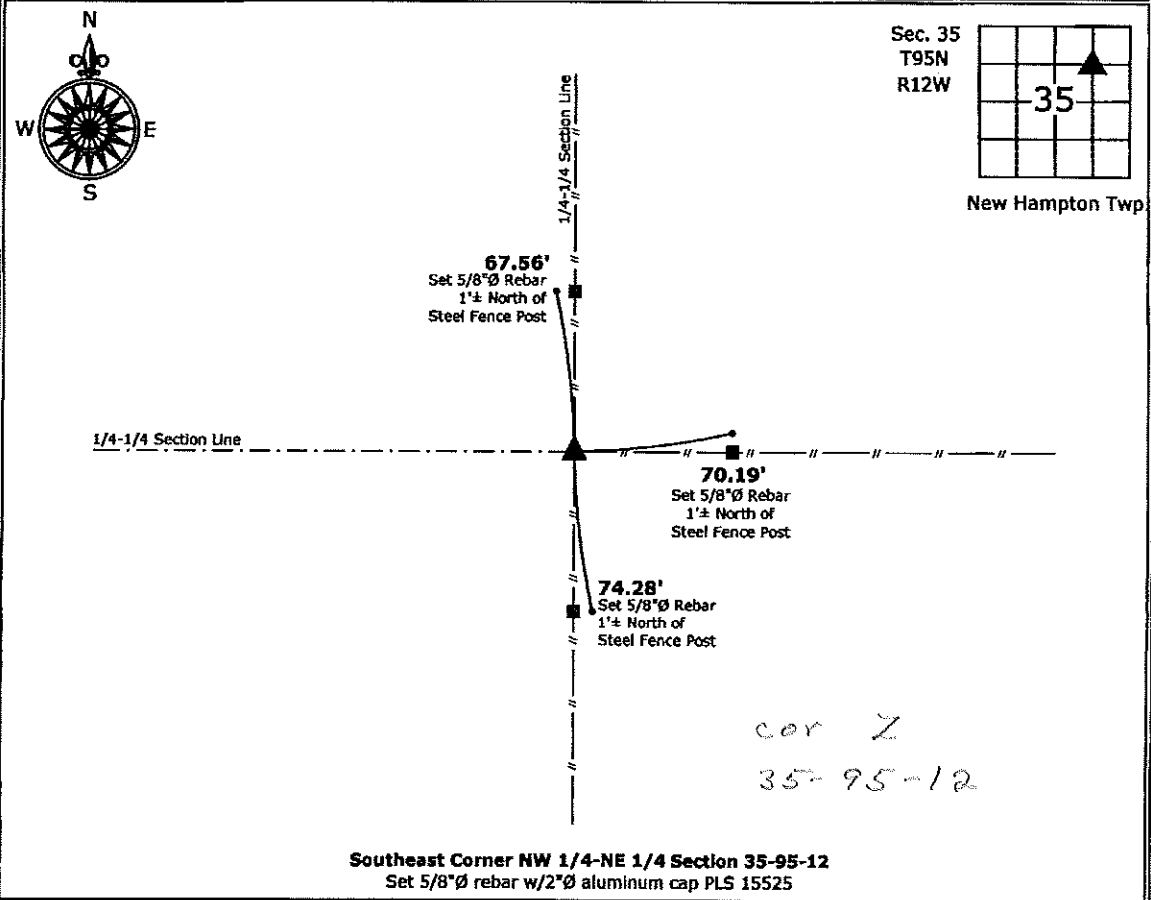 N
W
E
S
Sec. 35
T95N
R12W
35
New Hampton Twp
1/4-1/4 Section Line
67.56'
Set 5/8"Ø Rebar
1'± North of
Steel Fence Post
1/4-1/4 Section Line
70.19'
Set 5/8"Ø Rebar
1'± North of
Steel Fence Post
74.28'
Set 5/8"Ø Rebar
1'± North of
Steel Fence Post
cor Z
35-95-12
Southeast Corner NW 1/4-NE 1/4 Section 35-95-12
Set 5/8"Ø rebar w/2"Ø aluminum cap PLS 15525